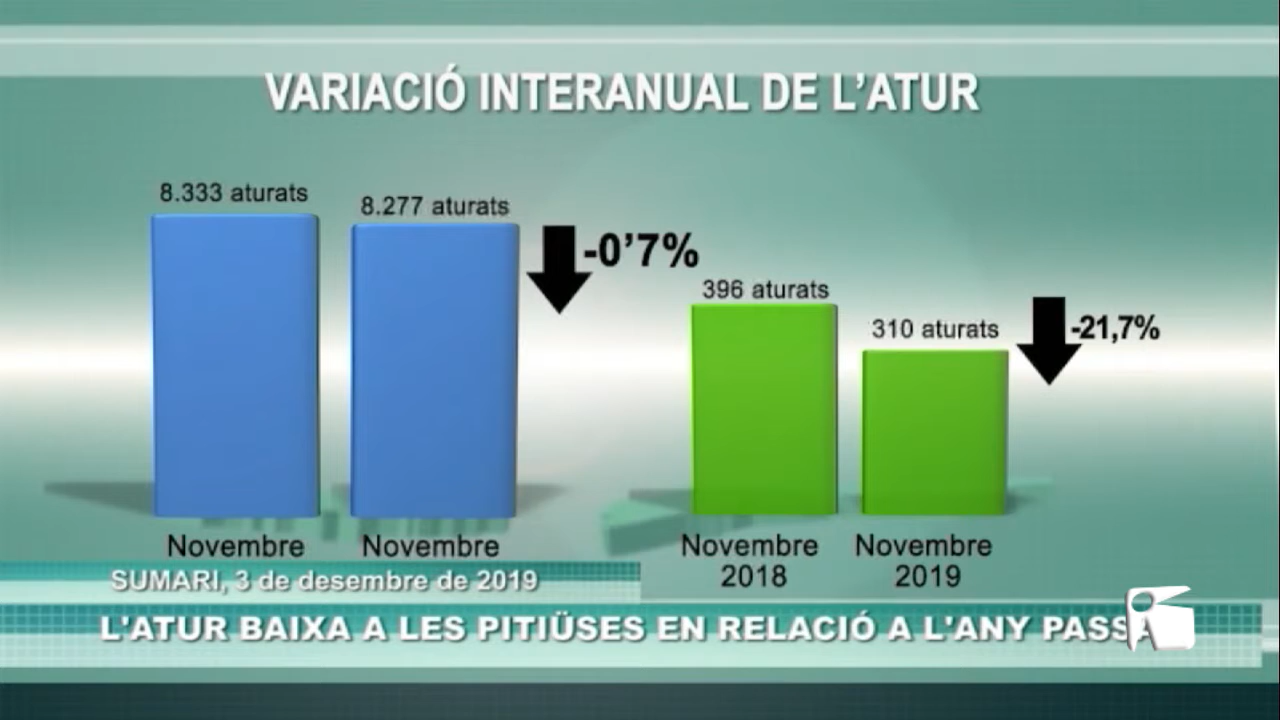 VARIACIÓ INTERANUAL DE L'ATUR
8.333 aturats
8.277 aturats
-0'7%
396 aturats
310 aturats
-21,7%
Novembre
Novembre
Novembre
2018
Novembre
2019
SUMARI, 3 de desembre de 2019
L'ATUR BAIXA A LES PITIÜSES EN RELACIÓ A L'ANY